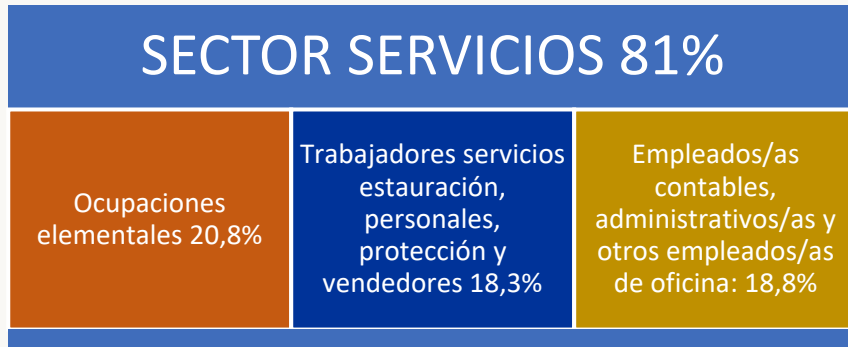 SECTOR SERVICIOS 81%
Ocupaciones
elementales 20,8%
Trabajadores servicios
estauración,
personales,
protección y
vendedores 18,3%
Empleados/as
contables,
administrativos/as y
otros empleados/as
de oficina: 18,8%